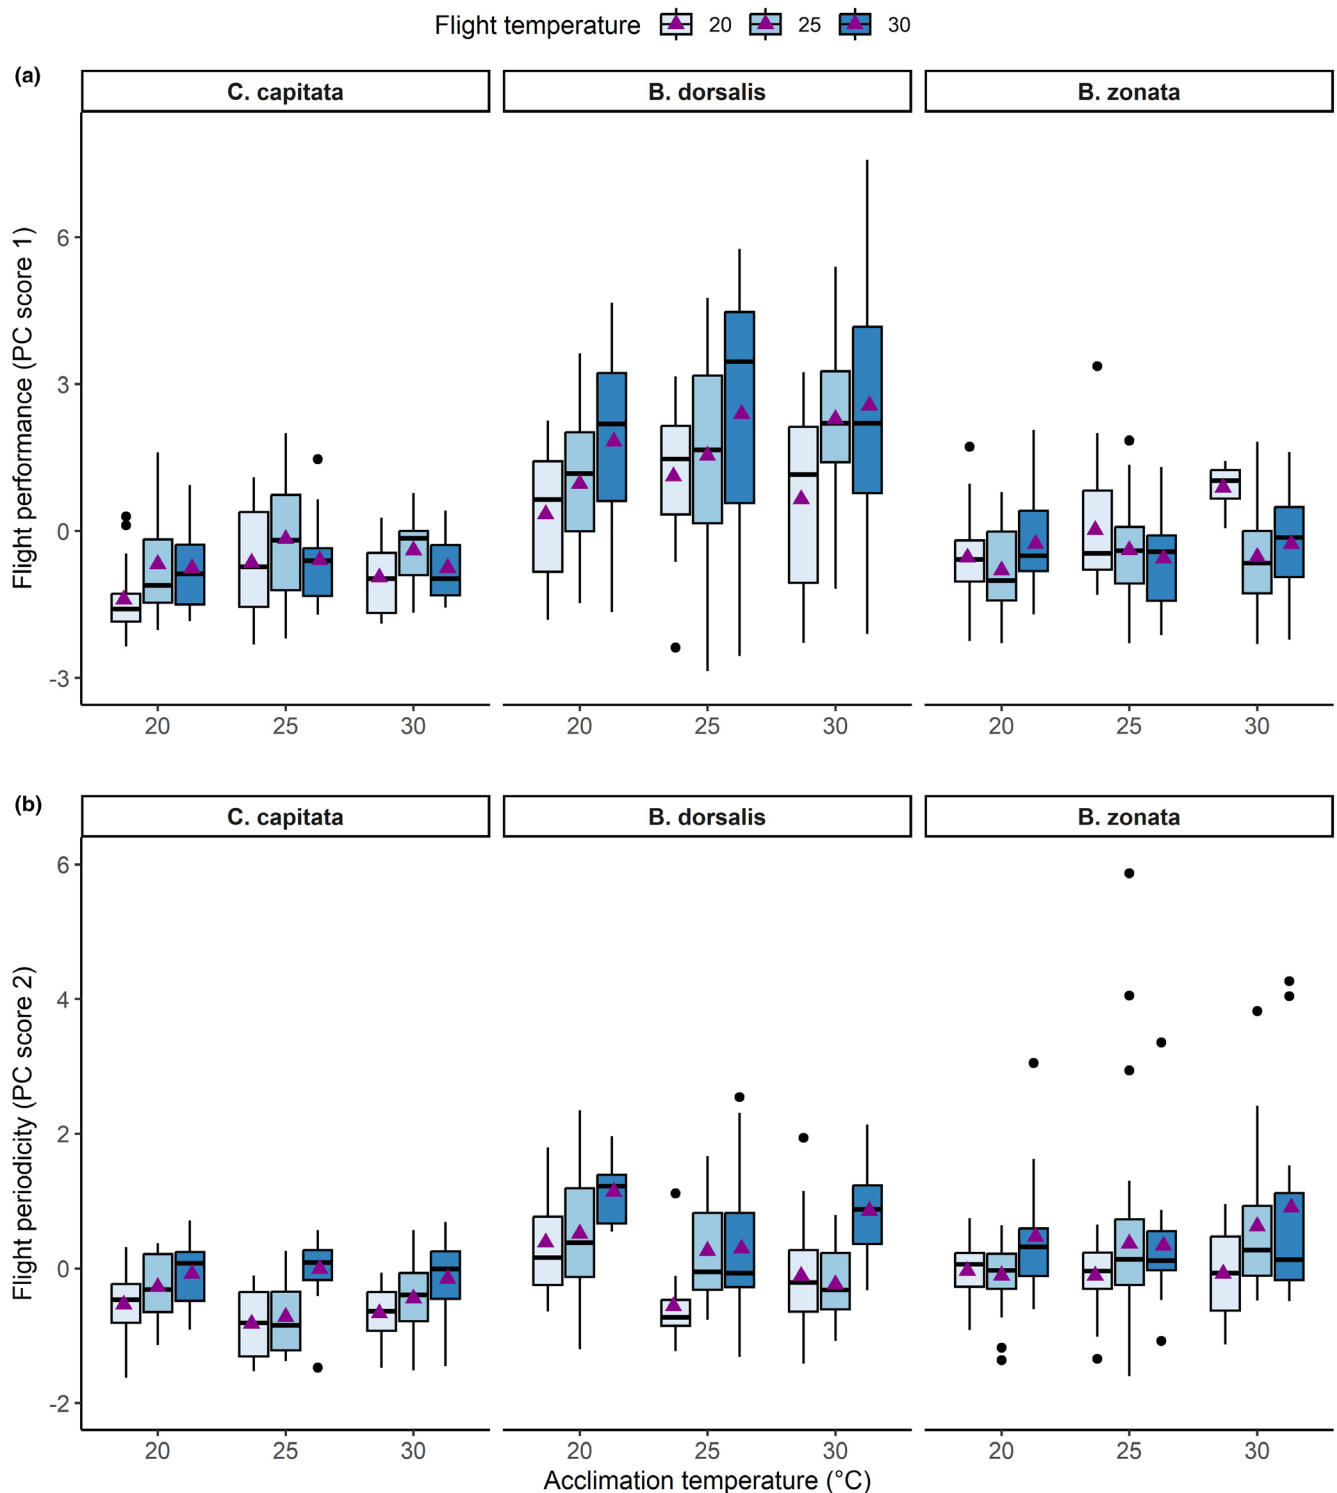 Flight temperature 20 25 30
(a)
C. capitata B. dorsalis B. zonata
Flight performance (PC score 1)
6
3
0
-3
20 25 30 20 25 30 20 25 30
(b)
C. capitata B. dorsalis B. zonata
Flight periodicity (PC score 2)
6
4
2
0
-2
20 25 30 20 25 30 20 25 30
Acclimation temperature (°C)